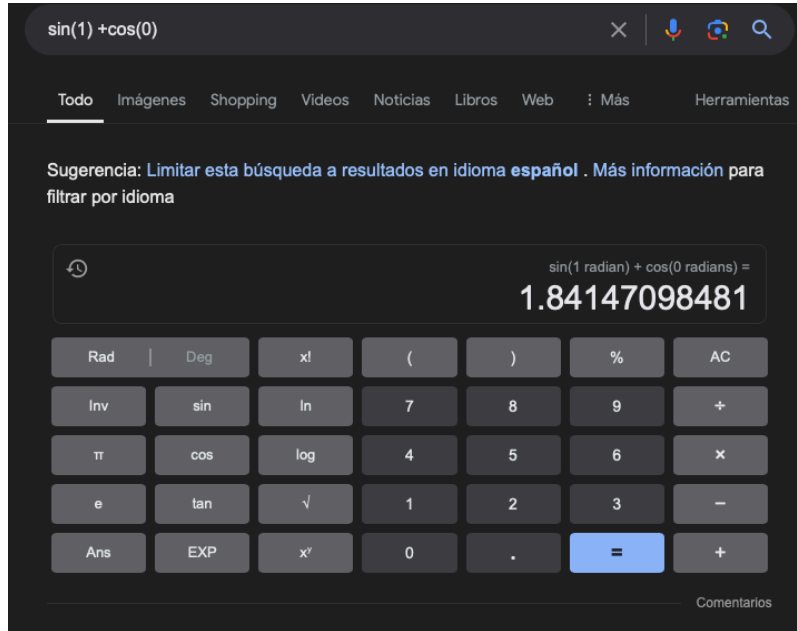 sin(1) +cos(0)
Todo Imágenes Shopping Videos Noticias Libros Web ⋮ Más Herramientas
Sugerencia: Limitar esta búsqueda a resultados en idioma español . Más información para
filtrar por idioma
sin(1 radian) + cos(0 radians) =
1.84147098481
Rad | Deg x! ( ) % AC
Inv sin ln 7 8 9 ÷
π cos log 4 5 6 ×
e tan √ 1 2 3 −
Ans EXP xʸ 0 . = +
Comentarios